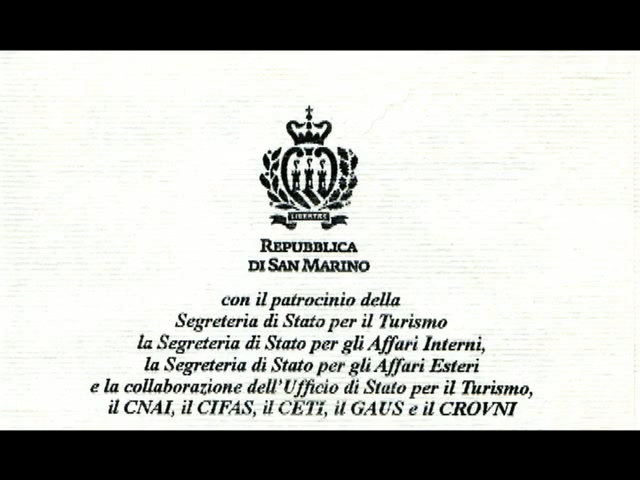 LIBERTAS
REPUBBLICA
DI SAN MARINO
con il patrocinio della
Segreteria di Stato per il Turismo
la Segreteria di Stato per gli Affari Interni,
la Segreteria di Stato per gli Affari Esteri
e la collaborazione dell'Ufficio di Stato per il Turismo,
il CNAI, il CIFAS, il CETI, il GAUS e il CROVNI